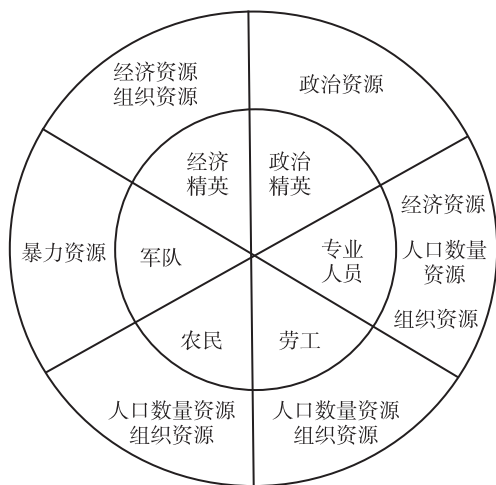 经济资源
组织资源
政治资源
经济
精英
政治
精英
经济资源
人口数量
资源
组织资源
暴力资源
军队
专业
人员
农民
劳工
人口数量资源
组织资源
人口数量资源
组织资源